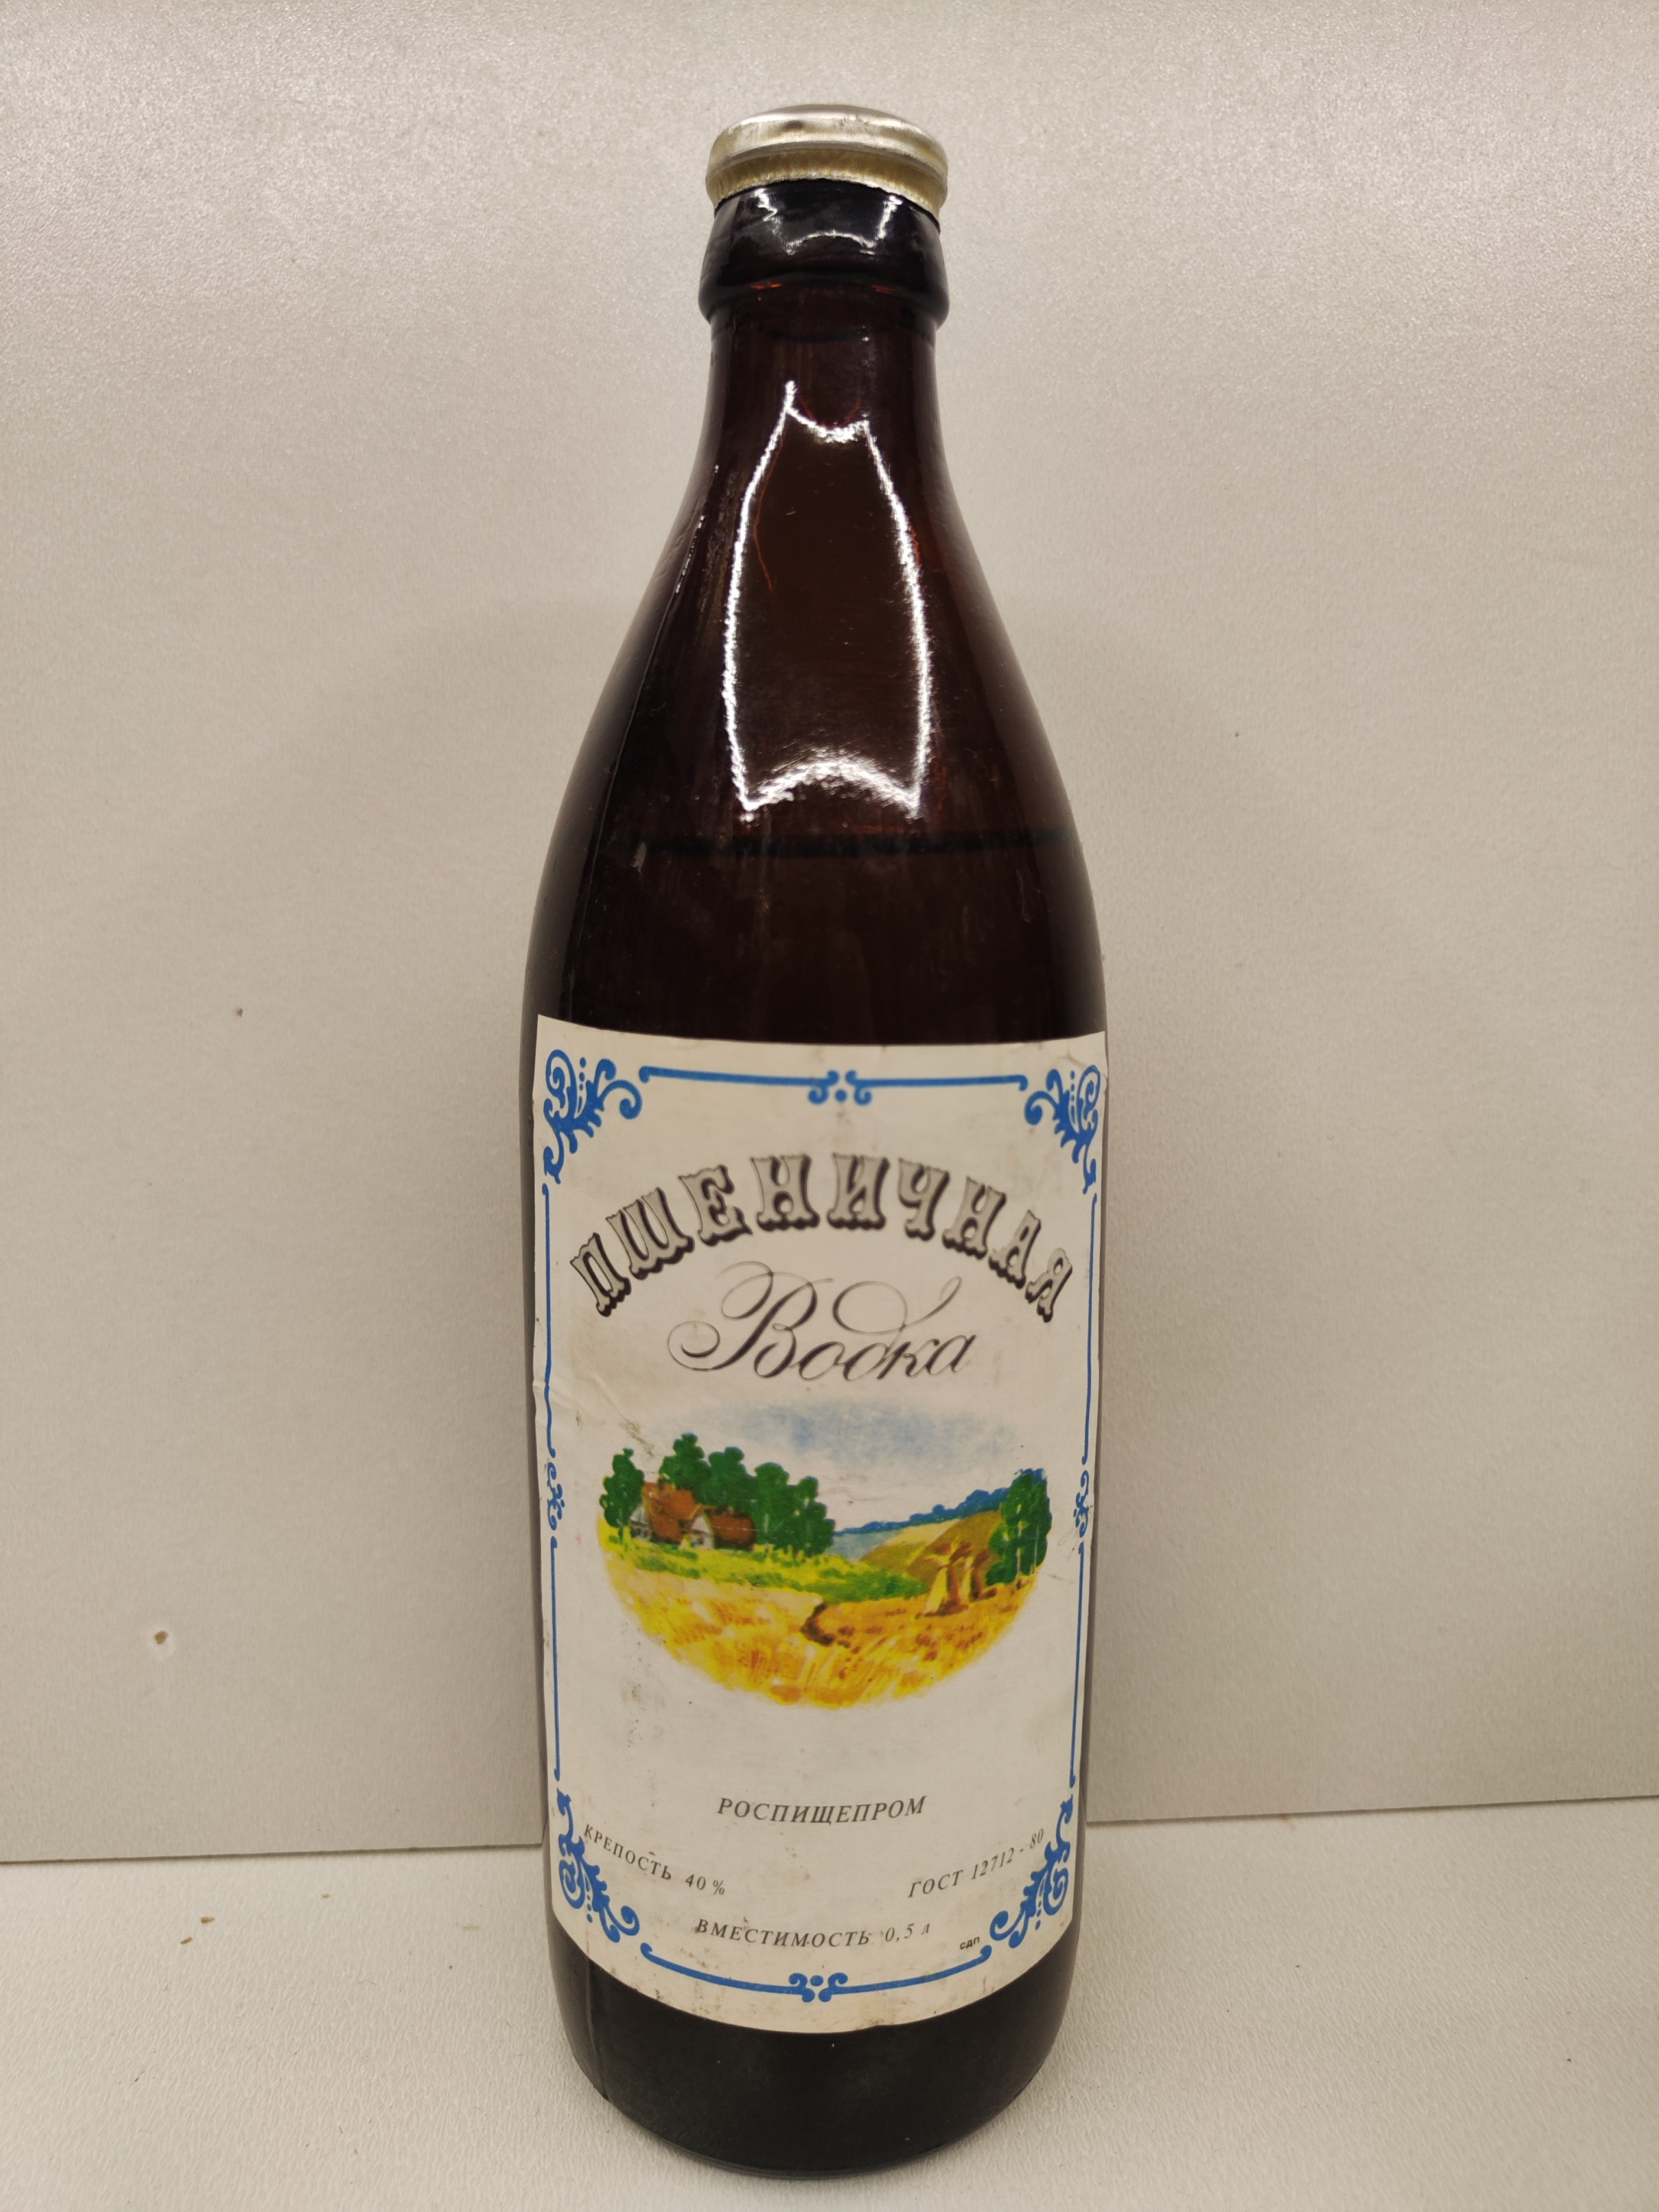 ПШЕНИЧНАЯ
Водка
РОСПИЩЕПРОМ
КРЕПОСТЬ 40 %
ГОСТ 12712 - 80
ВМЕСТИМОСТЬ 0,5 л
СДП